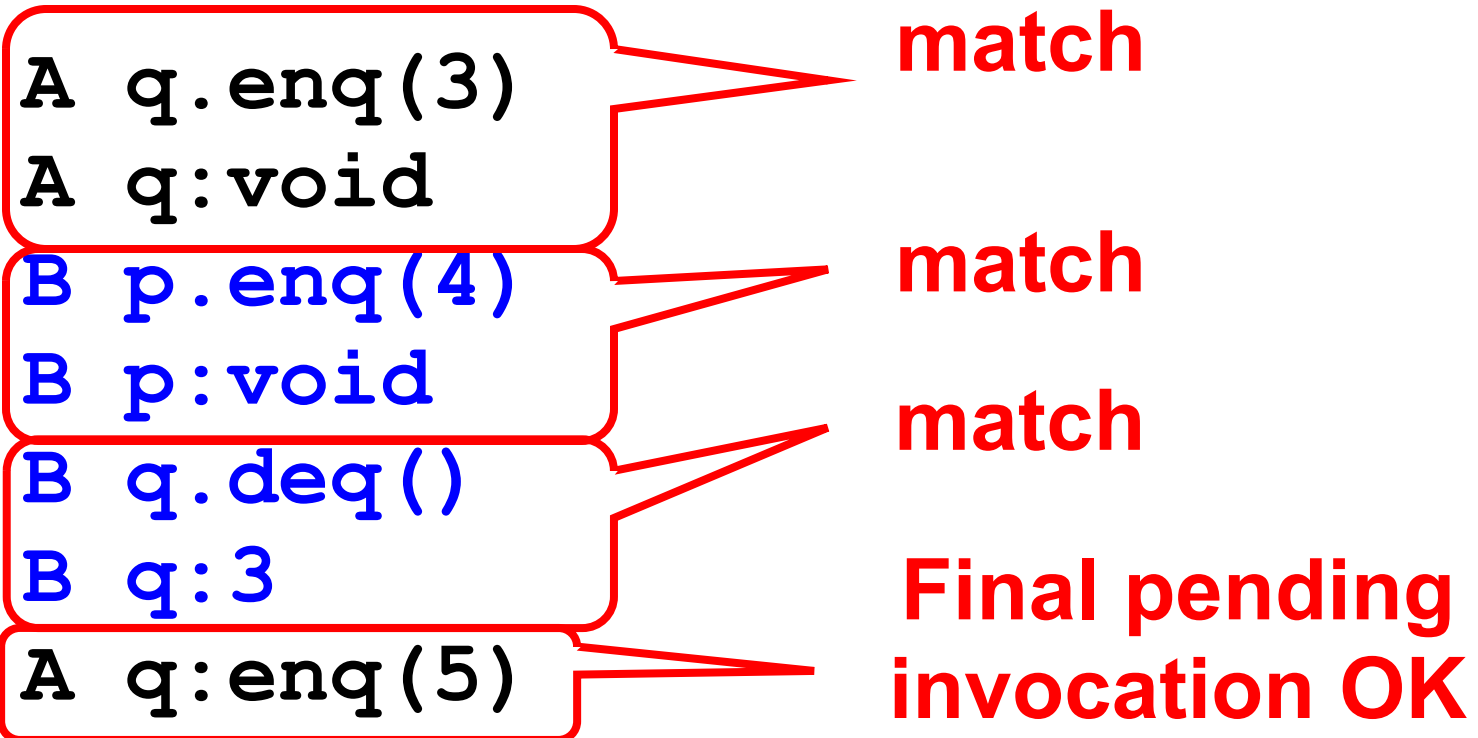 A q.enq(3)
A q:void
B p.enq(4)
B p:void
B q.deq()
B q:3
A q:enq(5)
match
match
match
Final pending
invocation OK